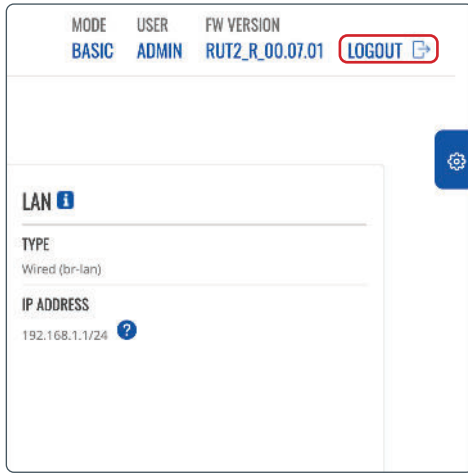 MODE USER FW VERSION
BASIC ADMIN RUT2_R_00.07.01 LOGOUT
LAN i
TYPE
Wired (br-lan)
IP ADDRESS
192.168.1.1/24 ?